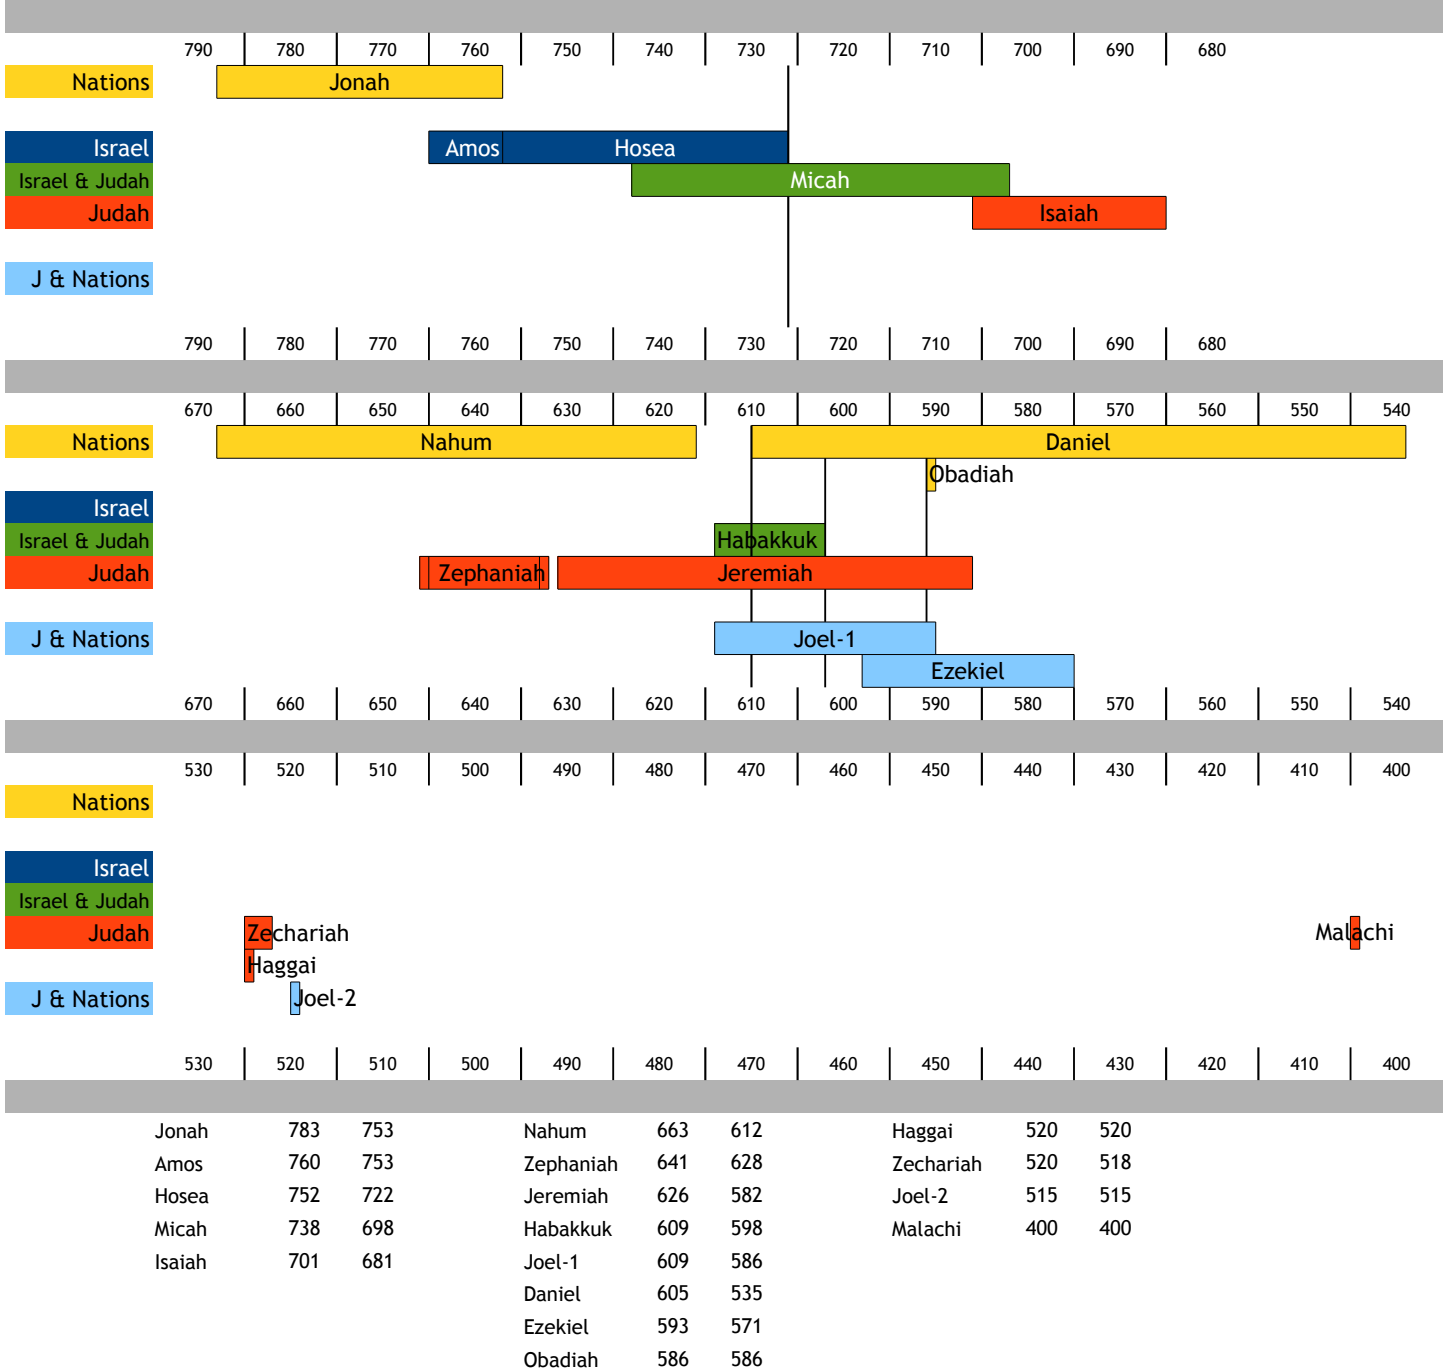 790 780 770 760 750 740 730 720 710 700 690 680
Nations Jonah
Israel Amos Hosea
Israel & Judah Micah
Judah Isaiah
J & Nations
790 780 770 760 750 740 730 720 710 700 690 680
670 660 650 640 630 620 610 600 590 580 570 560 550 540
Nations Nahum Daniel
Obadiah
Israel
Israel & Judah Habakkuk
Judah Zephaniah Jeremiah
J & Nations Joel-1
Ezekiel
670 660 650 640 630 620 610 600 590 580 570 560 550 540
530 520 510 500 490 480 470 460 450 440 430 420 410 400
Nations
Israel
Israel & Judah
Judah Zechariah Malachi
Haggai
J & Nations Joel-2
530 520 510 500 490 480 470 460 450 440 430 420 410 400
Jonah 783 753 Nahum 663 612 Haggai 520 520
Amos 760 753 Zephaniah 641 628 Zechariah 520 518
Hosea 752 722 Jeremiah 626 582 Joel-2 515 515
Micah 738 698 Habakkuk 609 598 Malachi 400 400
Isaiah 701 681 Joel-1 609 586
Daniel 605 535
Ezekiel 593 571
Obadiah 586 586